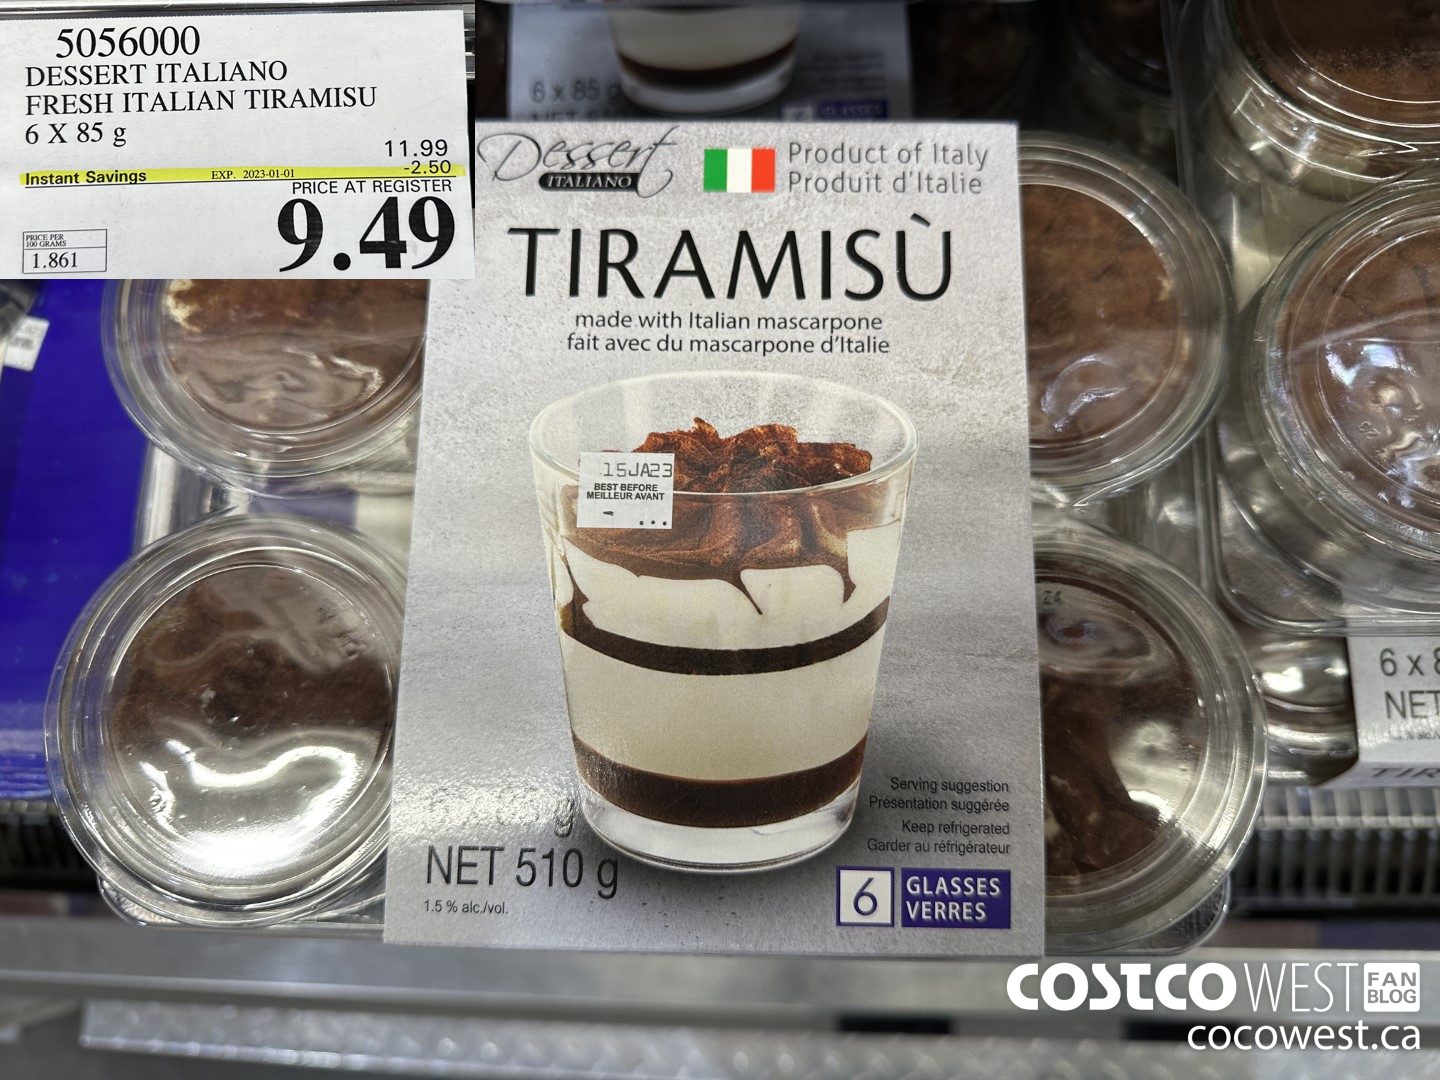 5056000
DESSERT ITALIANO
FRESH ITALIAN TIRAMISU
6 X 85 g
11.99
Instant Savings EXP. 2023-01-01 -2.50
PRICE AT REGISTER
9.49
PRICE PER
100 GRAMS
1.861
6 x 85 g
GLASSES
Dessert
ITALIANO
Product of Italy
Produit d'Italie
TIRAMISÙ
made with Italian mascarpone
fait avec du mascarpone d'Italie
15JA23
BEST BEFORE
MEILLEUR AVANT
Serving suggestion
Présentation suggérée
Keep refrigerated
Garder au réfrigérateur
g
NET 510 g
1.5 % alc./vol.
6 GLASSES
VERRES
24
6 x
NET
COSTCO WEST FAN
BLOG
cocowest.ca